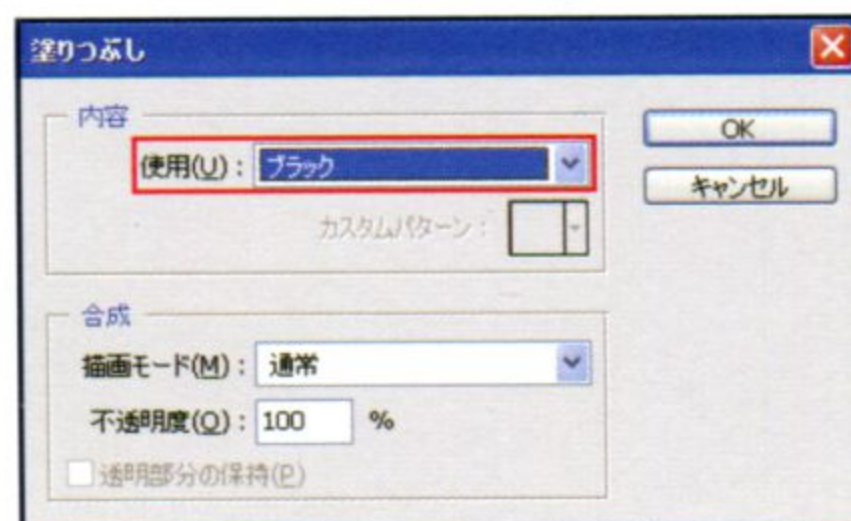 塗りつぶし
内容
使用(U)： ブラック
カスタムパターン：
OK
キャンセル
合成
描画モード(M)： 通常
不透明度(O)： 100 %
透明部分の保持(P)